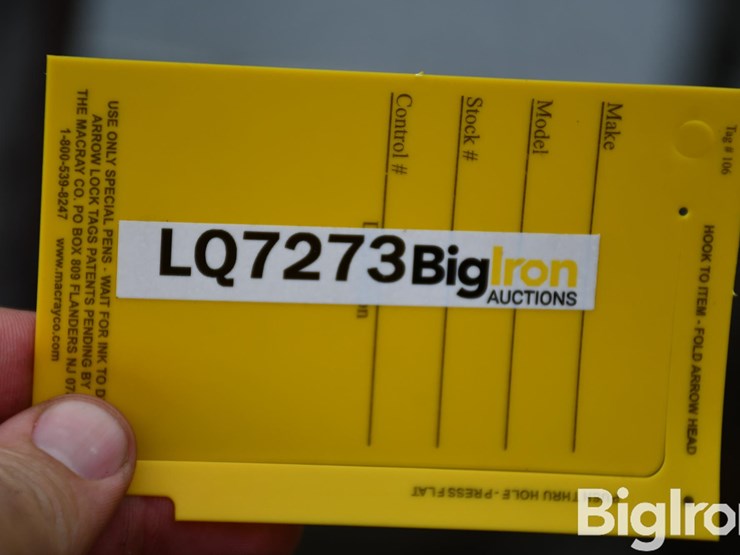 LQ7273 BigIron
AUCTIONS
Make
Model
Stock #
Control #
Tag # 106
HOOK TO ITEM - FOLD ARROW HEAD
THRU HOLE - PRESS FLAT
USE ONLY SPECIAL PENS - WAIT FOR INK TO D
ARROW LOCK TAGS PATENTS PENDING BY
THE MACRAY CO. PO BOX 809 FLANDERS NJ 07
1-800-539-8247 www.macrayco.com
BigIron